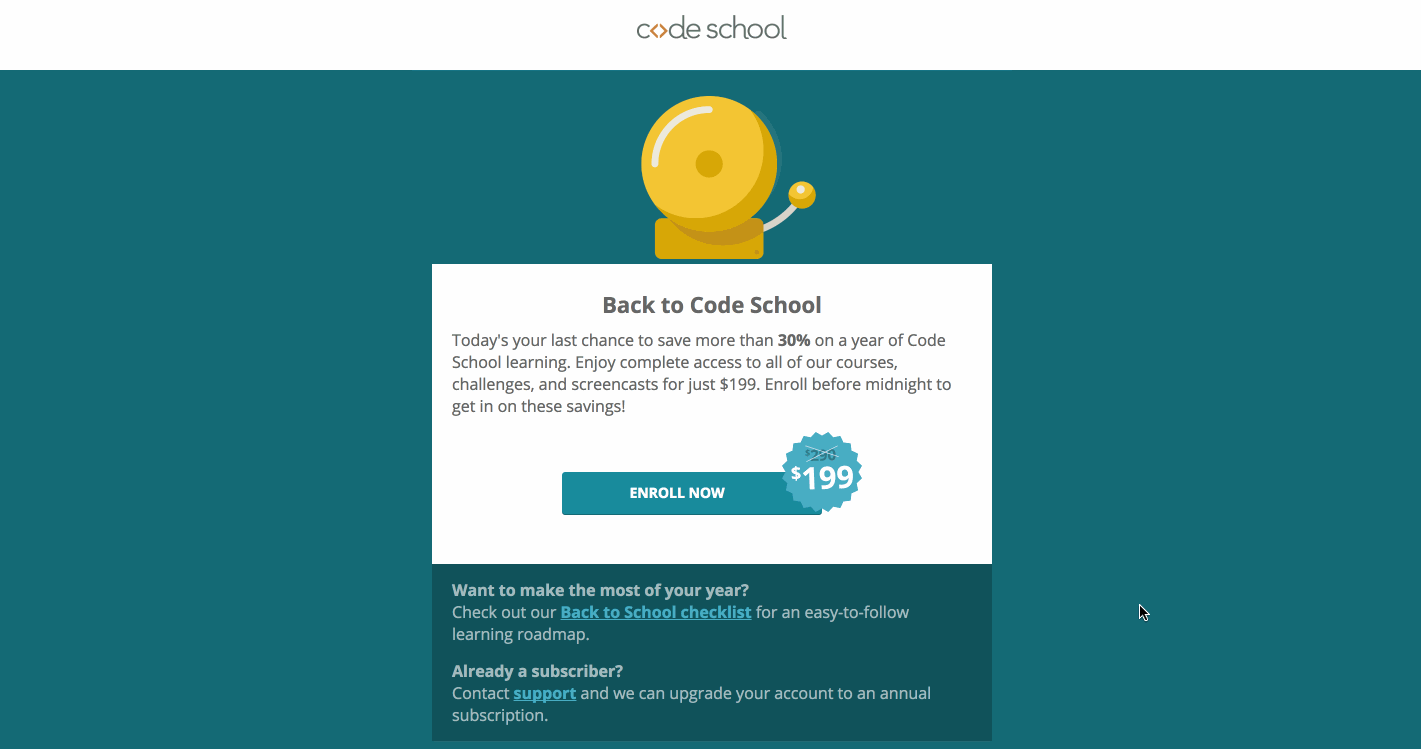 code school
Back to Code School
Today's your last chance to save more than 30% on a year of Code
School learning. Enjoy complete access to all of our courses,
challenges, and screencasts for just $199. Enroll before midnight to
get in on these savings!
$290
$199
ENROLL NOW
Want to make the most of your year?
Check out our Back to School checklist for an easy-to-follow
learning roadmap.
Already a subscriber?
Contact support and we can upgrade your account to an annual
subscription.